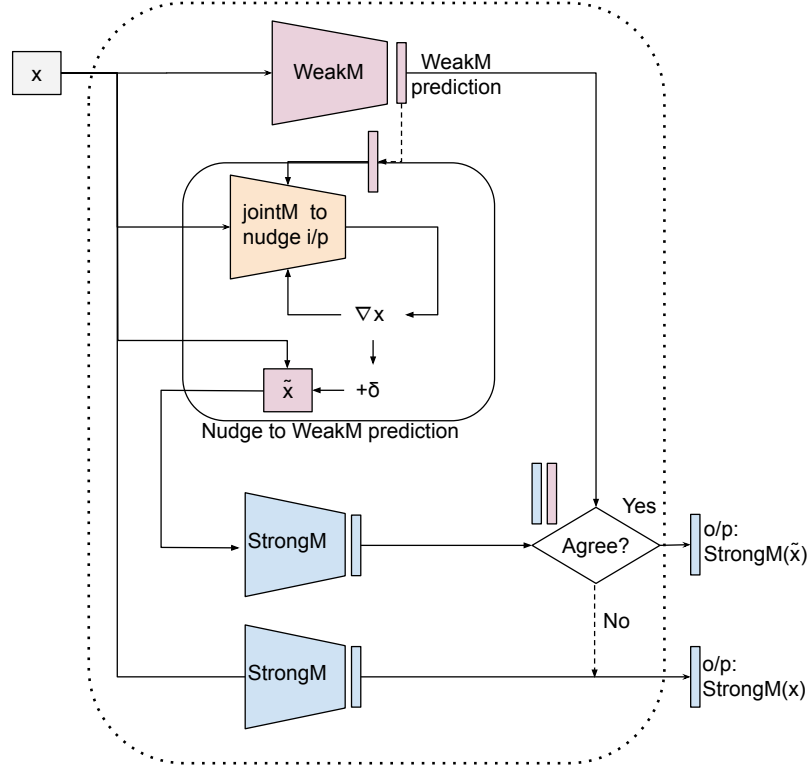 x
WeakM
WeakM
prediction
jointM to
nudge i/p
∇x
+δ
x̃
Nudge to WeakM prediction
StrongM
Agree?
Yes
o/p:
StrongM(x̃)
No
StrongM
o/p:
StrongM(x)